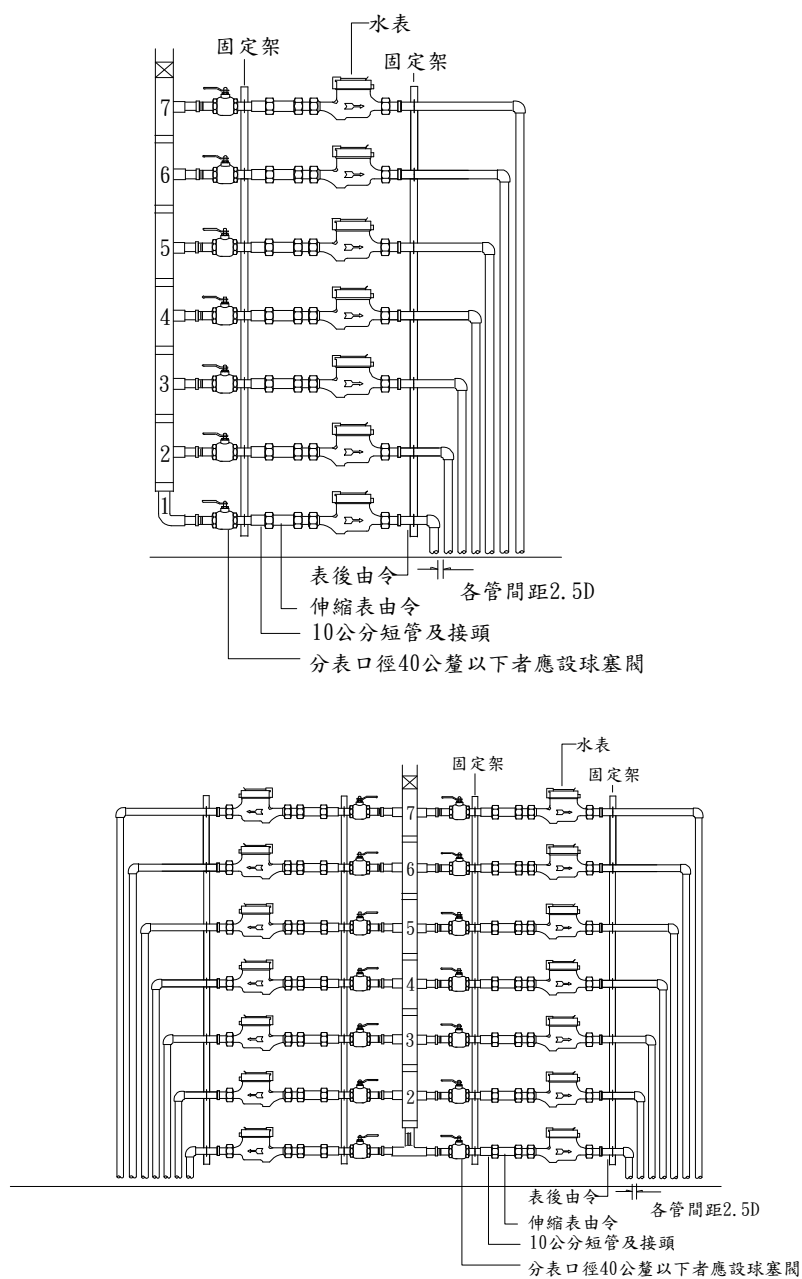 水表
固定架
固定架
7
6
5
4
3
2
1
表後由令
各管間距2.5D
伸縮表由令
10公分短管及接頭
分表口徑40公釐以下者應設球塞閥
水表
固定架
固定架
7
6
5
4
3
2
表後由令
各管間距2.5D
伸縮表由令
10公分短管及接頭
分表口徑40公釐以下者應設球塞閥